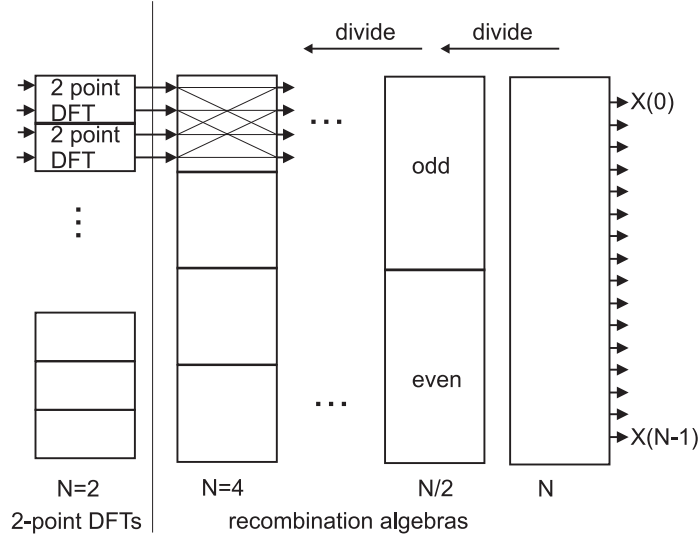 divide divide
2 point
DFT
2 point
DFT
...
X(0)
odd
...
even
...
X(N-1)
N=2 N=4 N/2 N
2-point DFTs recombination algebras